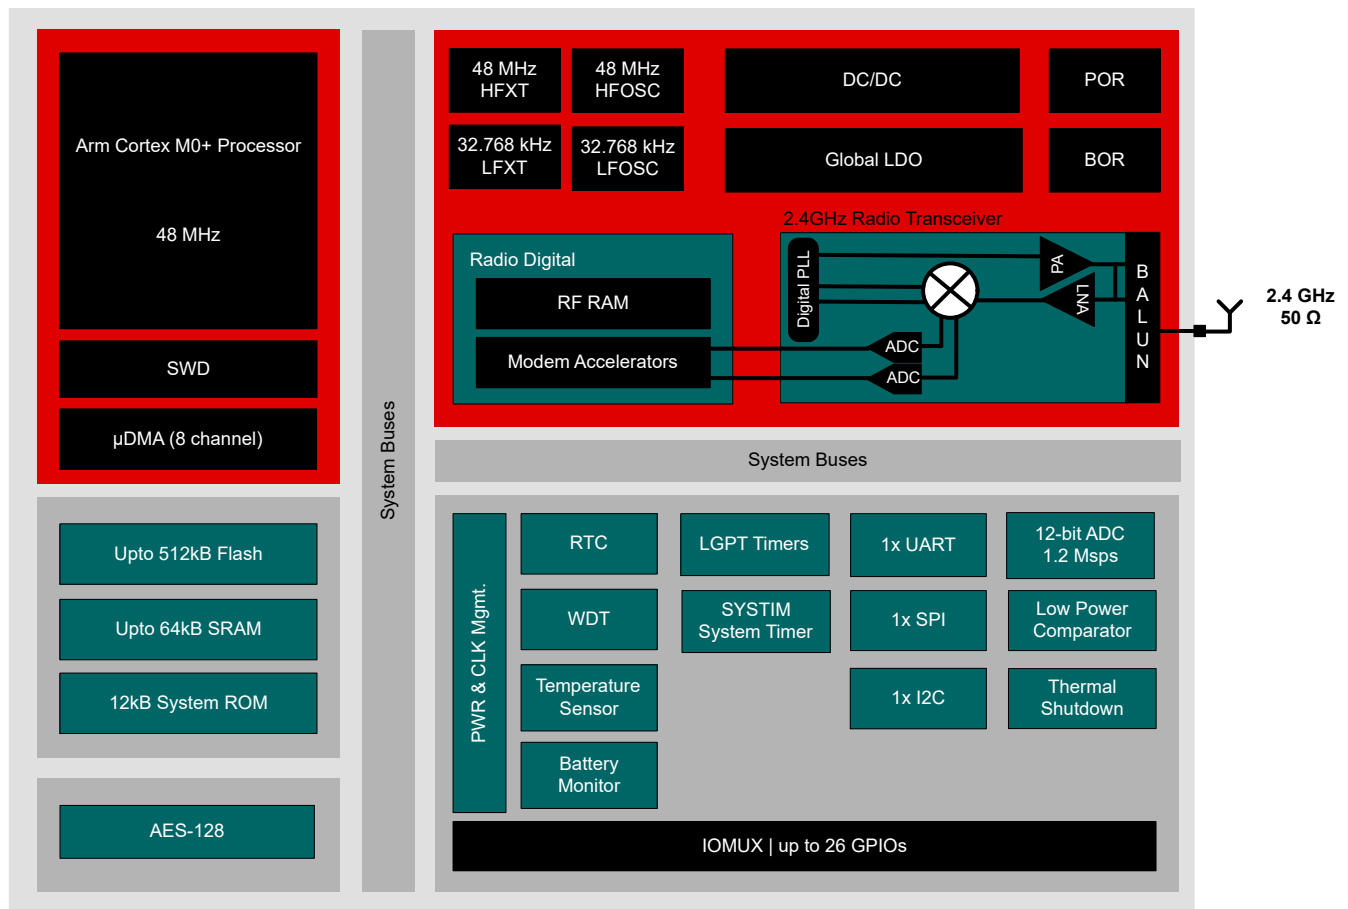 Arm Cortex M0+ Processor
48 MHz
SWD
µDMA (8 channel)
Upto 512kB Flash
Upto 64kB SRAM
12kB System ROM
AES-128
System Buses
48 MHz
HFXT
48 MHz
HFOSC
32.768 kHz
LFXT
32.768 kHz
LFOSC
DC/DC
POR
Global LDO
BOR
Radio Digital
RF RAM
Modem Accelerators
2.4GHz Radio Transceiver
Digital PLL
PA
LNA
ADC
ADC
BALUN
2.4 GHz
50 Ω
System Buses
PWR & CLK Mgmt.
RTC
WDT
Temperature
Sensor
Battery
Monitor
LGPT Timers
SYSTIM
System Timer
1x UART
1x SPI
1x I2C
12-bit ADC
1.2 Msps
Low Power
Comparator
Thermal
Shutdown
IOMUX | up to 26 GPIOs